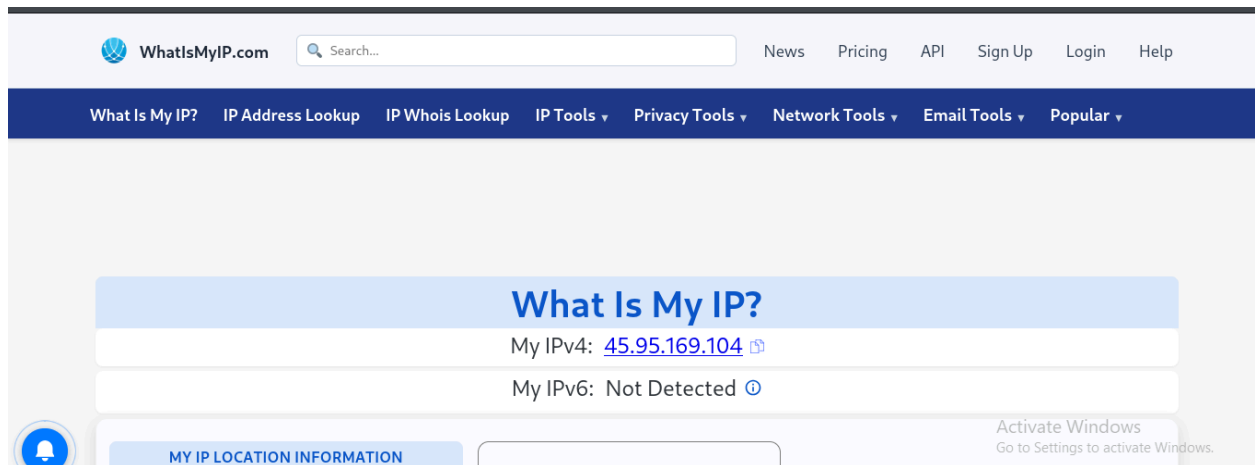 WhatIsMyIP.com Search... News Pricing API Sign Up Login Help
What Is My IP? IP Address Lookup IP Whois Lookup IP Tools Privacy Tools Network Tools Email Tools Popular
What Is My IP?
My IPv4: 45.95.169.104
My IPv6: Not Detected
Activate Windows
Go to Settings to activate Windows.
MY IP LOCATION INFORMATION